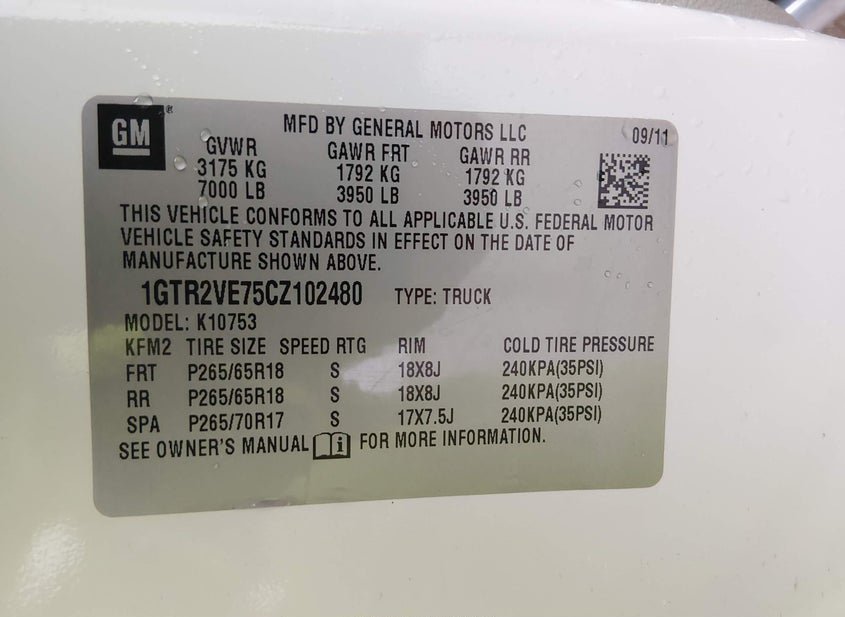 GM®
MFD BY GENERAL MOTORS LLC 09/11
GVWR GAWR FRT GAWR RR
3175 KG 1792 KG 1792 KG
7000 LB 3950 LB 3950 LB
THIS VEHICLE CONFORMS TO ALL APPLICABLE U.S. FEDERAL MOTOR
VEHICLE SAFETY STANDARDS IN EFFECT ON THE DATE OF
MANUFACTURE SHOWN ABOVE.
1GTR2VE75CZ102480 TYPE: TRUCK
MODEL: K10753
KFM2 TIRE SIZE SPEED RTG RIM COLD TIRE PRESSURE
FRT P265/65R18 S 18X8J 240KPA(35PSI)
RR P265/65R18 S 18X8J 240KPA(35PSI)
SPA P265/70R17 S 17X7.5J 240KPA(35PSI)
SEE OWNER'S MANUAL i FOR MORE INFORMATION.